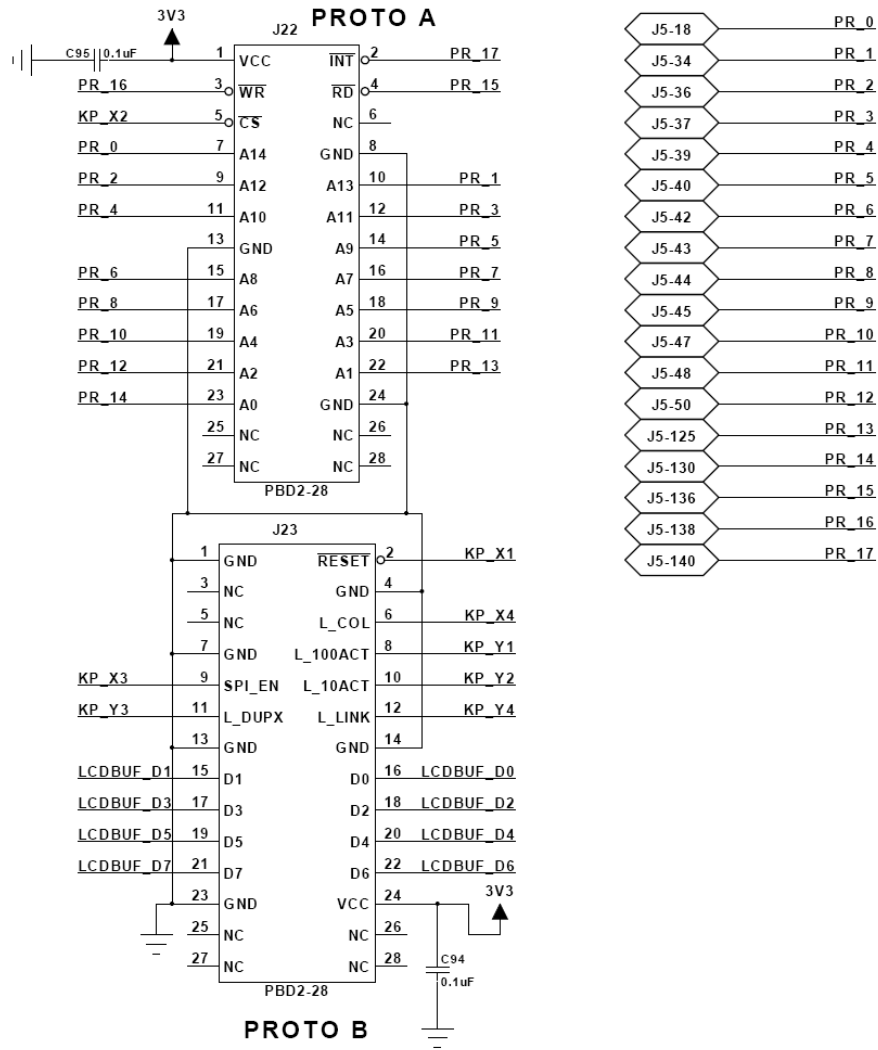 PROTO A
3V3
J22
C95 0.1uF
1 VCC INT 2 PR_17
PR_16 3 WR RD 4 PR_15
KP_X2 5 CS NC 6
PR_0 7 A14 GND 8
PR_2 9 A12 A13 10 PR_1
PR_4 11 A10 A11 12 PR_3
13 GND A9 14 PR_5
PR_6 15 A8 A7 16 PR_7
PR_8 17 A6 A5 18 PR_9
PR_10 19 A4 A3 20 PR_11
PR_12 21 A2 A1 22 PR_13
PR_14 23 A0 GND 24
25 NC NC 26
27 NC NC 28
PBD2-28
J23
1 GND RESET 2 KP_X1
3 NC GND 4
5 NC L_COL 6 KP_X4
7 GND L_100ACT 8 KP_Y1
KP_X3 9 SPI_EN L_10ACT 10 KP_Y2
KP_Y3 11 L_DUPX L_LINK 12 KP_Y4
13 GND GND 14
LCDBUF_D1 15 D1 D0 16 LCDBUF_D0
LCDBUF_D3 17 D3 D2 18 LCDBUF_D2
LCDBUF_D5 19 D5 D4 20 LCDBUF_D4
LCDBUF_D7 21 D7 D6 22 LCDBUF_D6
23 GND VCC 24
3V3
25 NC NC 26
27 NC NC 28
C94
0.1uF
PBD2-28
PROTO B
J5-18 PR_0
J5-34 PR_1
J5-36 PR_2
J5-37 PR_3
J5-39 PR_4
J5-40 PR_5
J5-42 PR_6
J5-43 PR_7
J5-44 PR_8
J5-45 PR_9
J5-47 PR_10
J5-48 PR_11
J5-50 PR_12
J5-125 PR_13
J5-130 PR_14
J5-136 PR_15
J5-138 PR_16
J5-140 PR_17